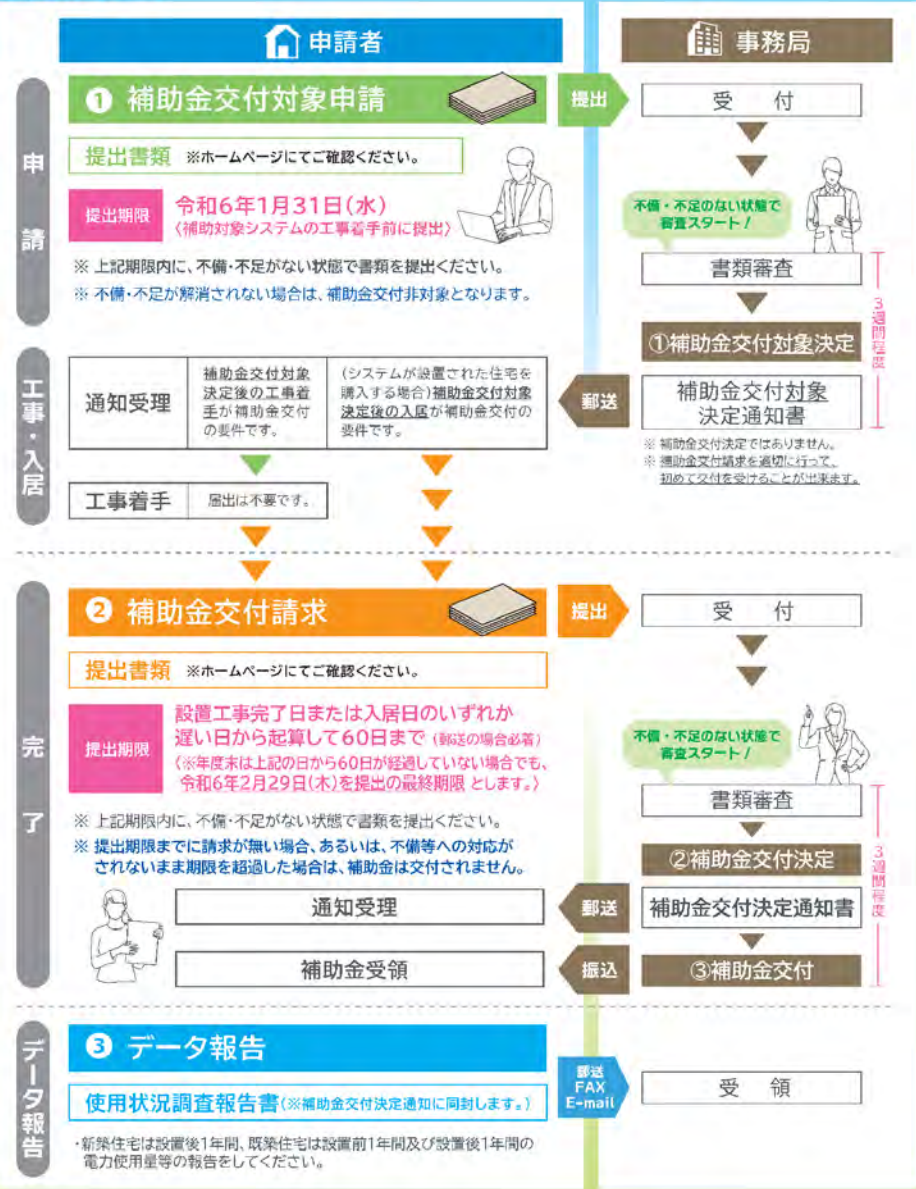 申請者
事務局
申請
❶ 補助金交付対象申請
提出
受 付
提出書類 ※ホームページにてご確認ください。
提出期限
令和6年1月31日(水)
〈補助対象システムの工事着手前に提出〉
※ 上記期限内に、不備・不足がない状態で書類を提出ください。
※ 不備・不足が解消されない場合は、補助金交付非対象となります。
不備・不足のない状態で
審査スタート!
書類審査
①補助金交付対象決定
補助金交付対象
決定通知書
3週間程度
※ 補助金交付決定ではありません。
※ 補助金交付請求を適切に行って、
初めて交付を受けることが出来ます。
郵送
工事・入居
通知受理
補助金交付対象
決定後の工事着
手が補助金交付
の要件です。
(システムが設置された住宅を
購入する場合)補助金交付対象
決定後の入居が補助金交付の
要件です。
工事着手
届出は不要です。
完了
❷ 補助金交付請求
提出
受 付
提出書類 ※ホームページにてご確認ください。
提出期限
設置工事完了日または入居日のいずれか
遅い日から起算して60日まで (郵送の場合必着)
(※年度末は上記の日から60日が経過していない場合でも、
令和6年2月29日(木)を提出の最終期限 とします。〉
※ 上記期限内に、不備・不足がない状態で書類を提出ください。
※ 提出期限までに請求が無い場合、あるいは、不備等への対応が
されないまま期限を超過した場合は、補助金は交付されません。
不備・不足のない状態で
審査スタート!
書類審査
②補助金交付決定
補助金交付決定通知書
③補助金交付
3週間程度
郵送
通知受理
振込
補助金受領
データ報告
❸ データ報告
使用状況調査報告書(※補助金交付決定通知に同封します。)
郵送
FAX
E-mail
受 領
・新築住宅は設置後1年間、既築住宅は設置前1年間及び設置後1年間の
電力使用量等の報告をしてください。